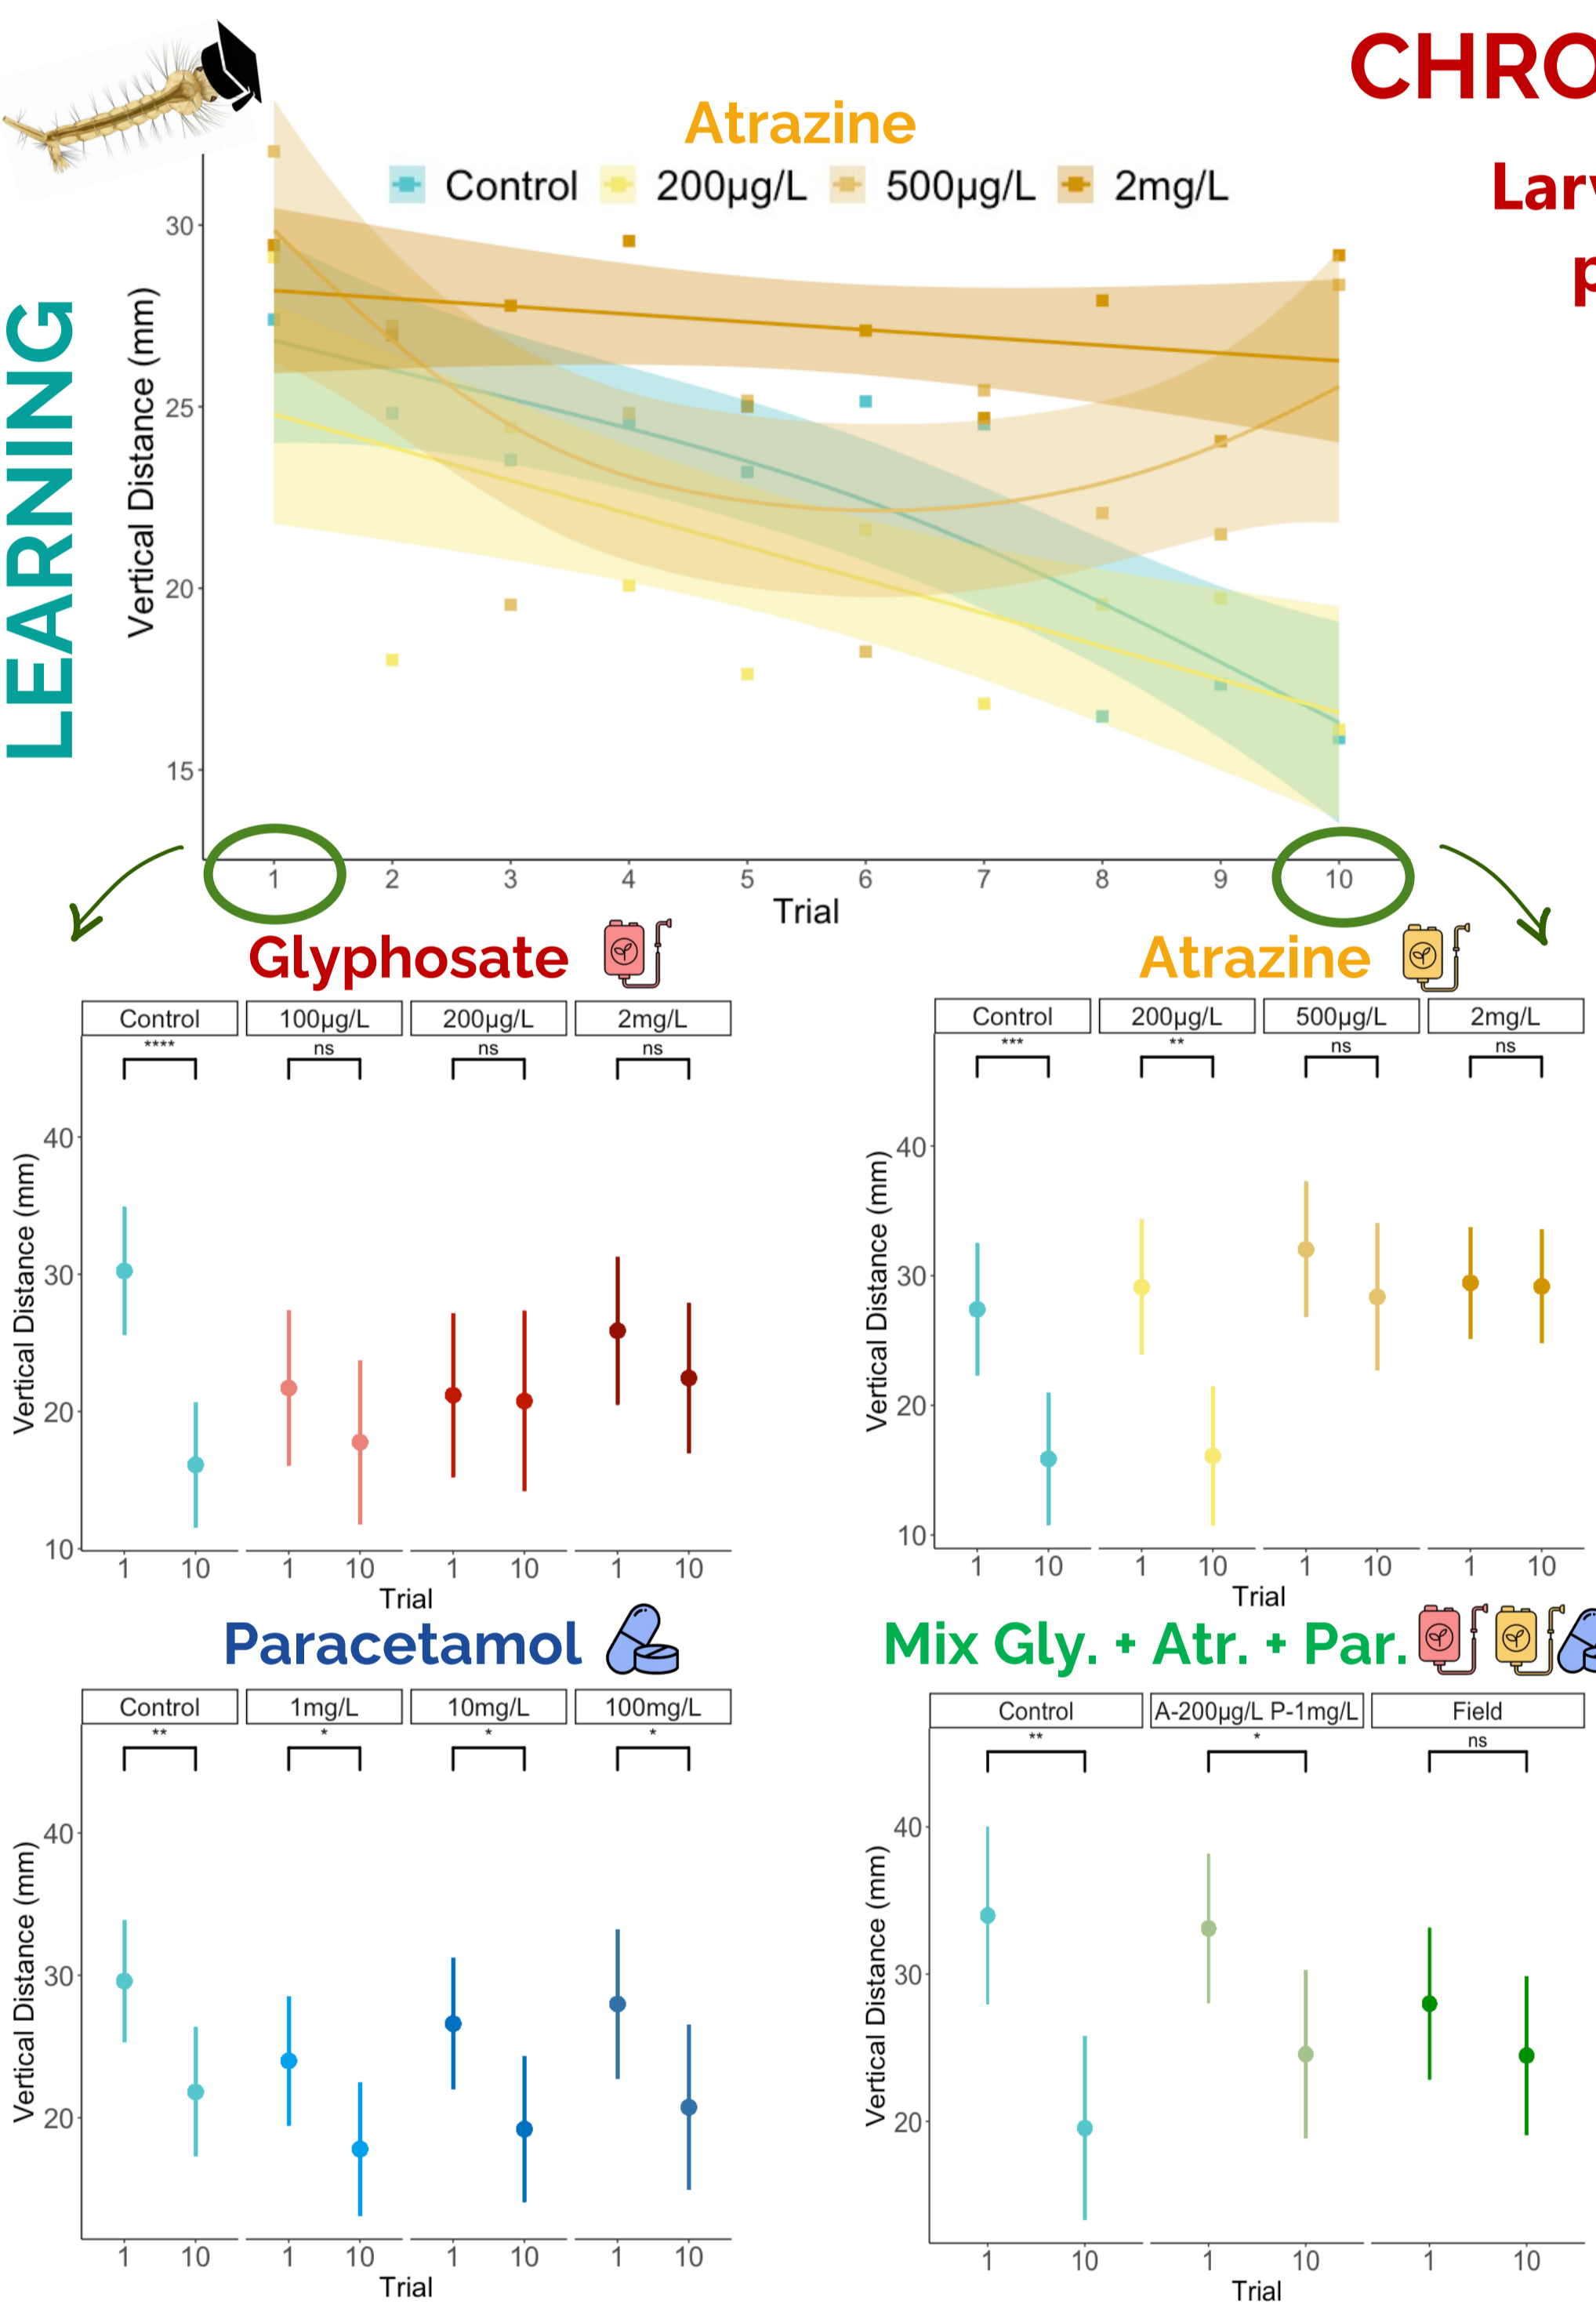 CHRO
Larv
p
LEARNING
Atrazine
Control 200µg/L 500µg/L 2mg/L
Vertical Distance (mm)
30
25
20
15
1 2 3 4 5 6 7 8 9 10
Trial
Glyphosate
Control 100µg/L 200µg/L 2mg/L
**** ns ns ns
Vertical Distance (mm)
40
30
20
10
1 10 1 10 1 10 1 10
Trial
Atrazine
Control 200µg/L 500µg/L 2mg/L
*** ** ns ns
Vertical Distance (mm)
40
30
20
10
1 10 1 10 1 10 1 10
Trial
Paracetamol
Control 1mg/L 10mg/L 100mg/L
** * * *
Vertical Distance (mm)
40
30
20
1 10 1 10 1 10 1 10
Trial
Mix Gly. + Atr. + Par.
Control A-200µg/L P-1mg/L Field
** * ns
Vertical Distance (mm)
40
30
20
1 10 1 10 1 10
Trial